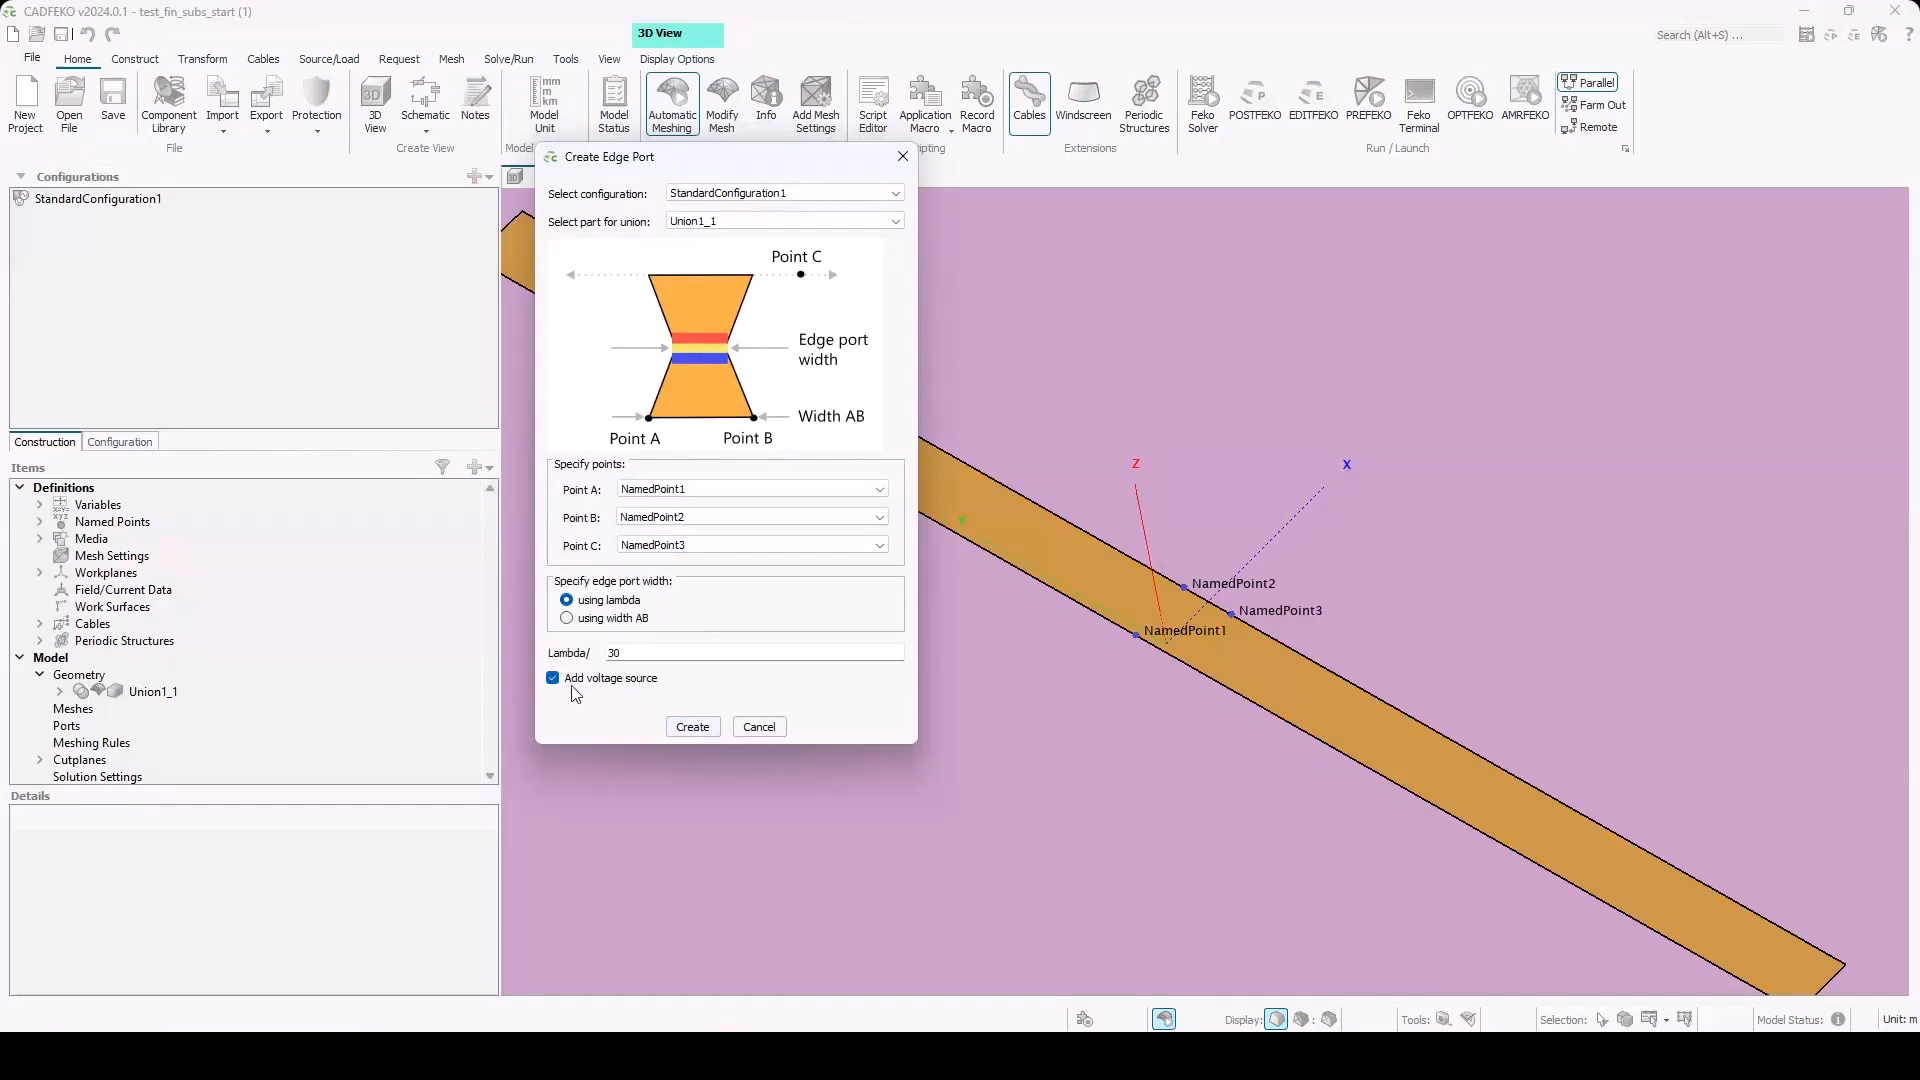 CADFEKO v2024.0.1 - test_fin_subs_start (1)
3D View
Search (Alt+S) ...
File
Home
Construct
Transform
Cables
Source/Load
Request
Mesh
Solve/Run
Tools
View
Display Options
New Project
Open File
Save
Component Library
Import
Export
Protection
3D View
Schematic
Notes
mm
m
km
Model Unit
Model Status
Automatic Meshing
Modify Mesh
Info
Add Mesh Settings
Script Editor
Application Macro
Record Macro
Cables
Windscreen
Periodic Structures
Feko Solver
POSTFEKO
EDITFEKO
PREFEKO
Feko Terminal
OPTFEKO
AMRFEKO
Parallel
Farm Out
Remote
File
Create View
Model
ipting
Extensions
Run / Launch
Configurations
StandardConfiguration1
Construction
Configuration
Items
Definitions
Variables
Named Points
Media
Mesh Settings
Workplanes
Field/Current Data
Work Surfaces
Cables
Periodic Structures
Model
Geometry
Union1_1
Meshes
Ports
Meshing Rules
Cutplanes
Solution Settings
Details
Create Edge Port
Select configuration:
StandardConfiguration1
Select part for union:
Union1_1
Point C
Edge port
width
Width AB
Point A
Point B
Specify points:
Point A:
NamedPoint1
Point B:
NamedPoint2
Point C:
NamedPoint3
Specify edge port width:
using lambda
using width AB
Lambda/
30
Add voltage source
Create
Cancel
Z
X
Y
NamedPoint2
NamedPoint3
NamedPoint1
Display:
Tools:
Selection:
Model Status:
Unit: m